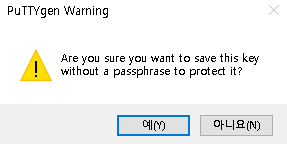 PuTTYgen Warning
Are you sure you want to save this key
without a passphrase to protect it?
예(Y)
아니요(N)